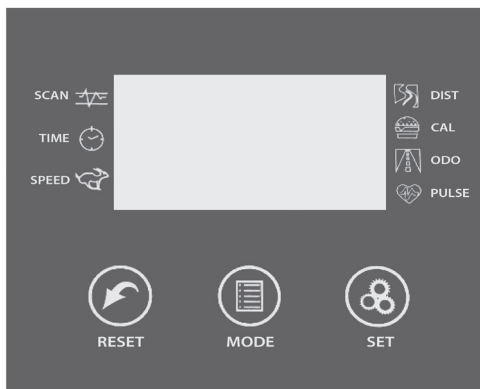 SCAN
TIME
SPEED
DIST
CAL
ODO
PULSE
RESET
MODE
SET